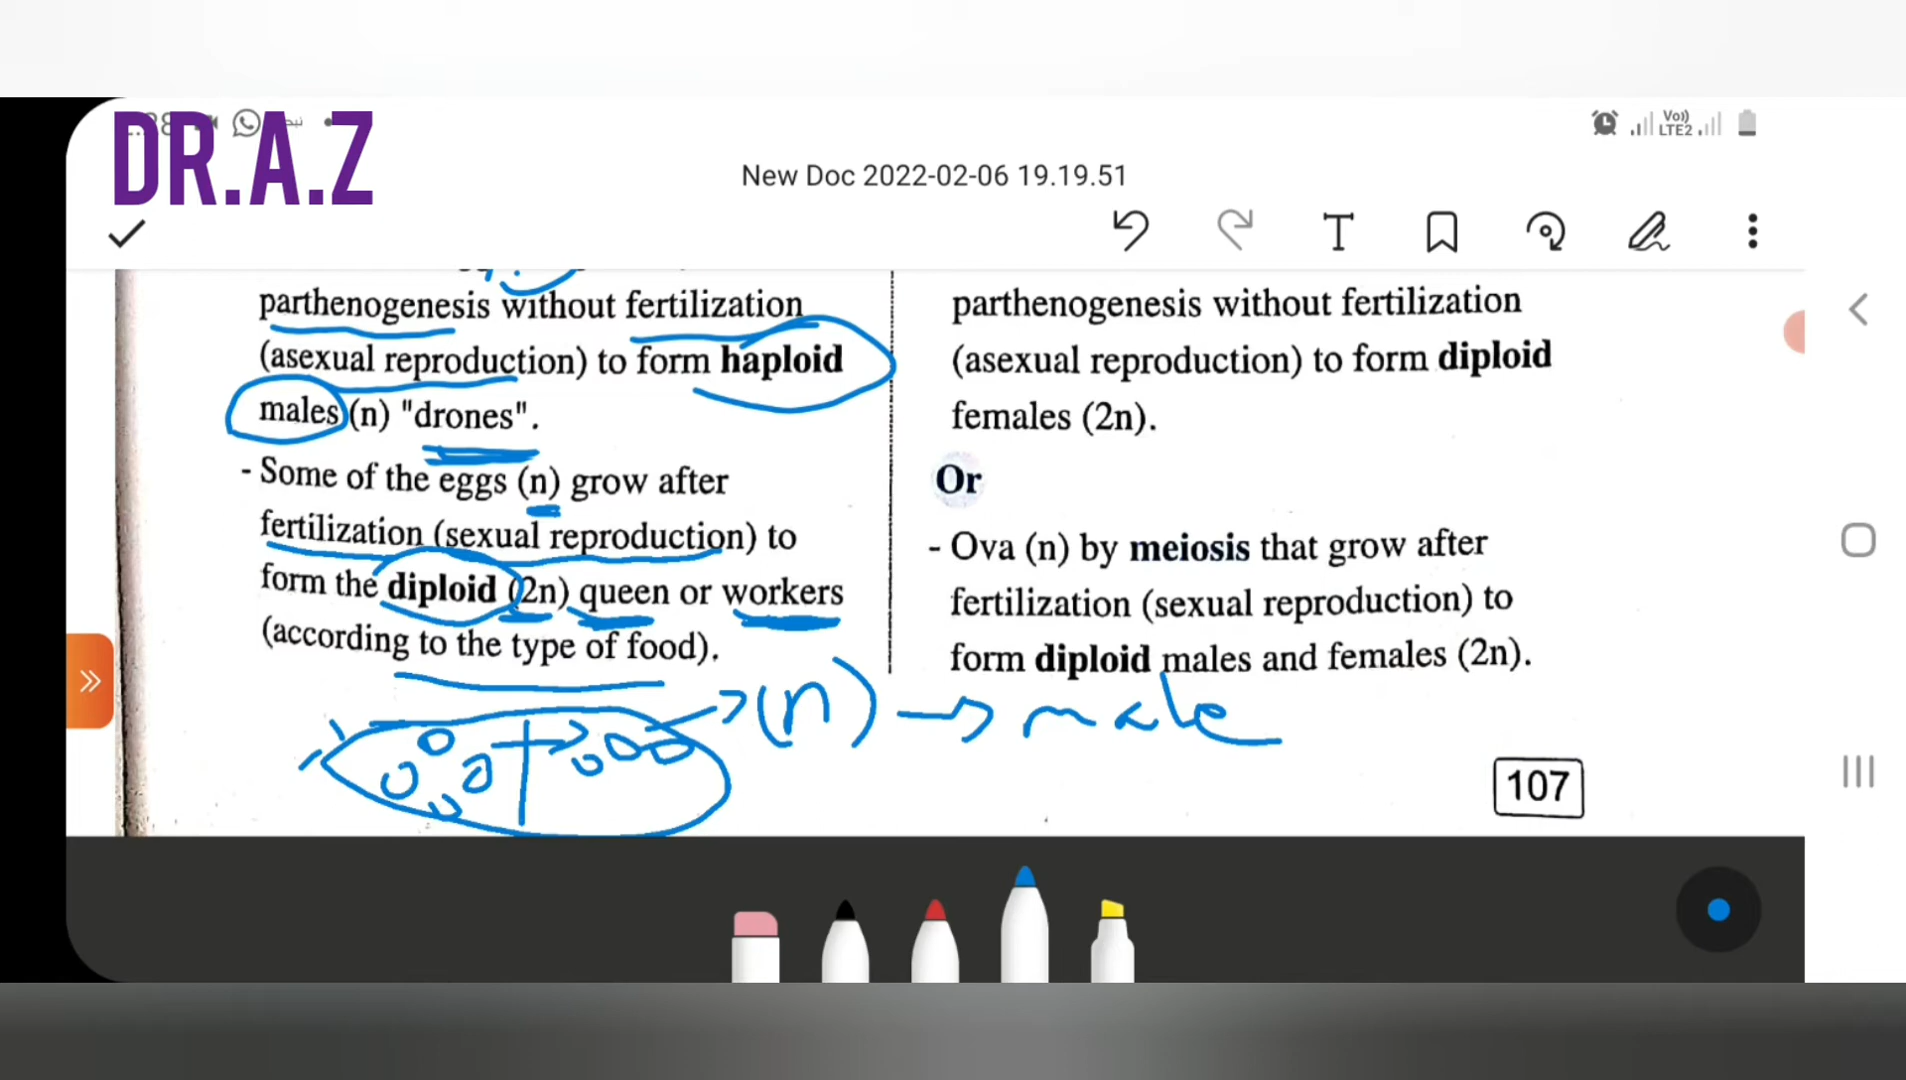 DR.A.Z
Vo))
LTE2
New Doc 2022-02-06 19.19.51
T
parthenogenesis without fertilization
(asexual reproduction) to form haploid
males (n) "drones".
- Some of the eggs (n) grow after
fertilization (sexual reproduction) to
form the diploid (2n) queen or workers
(according to the type of food).
parthenogenesis without fertilization
(asexual reproduction) to form diploid
females (2n).
Or
- Ova (n) by meiosis that grow after
fertilization (sexual reproduction) to
form diploid males and females (2n).
(n) → male
107